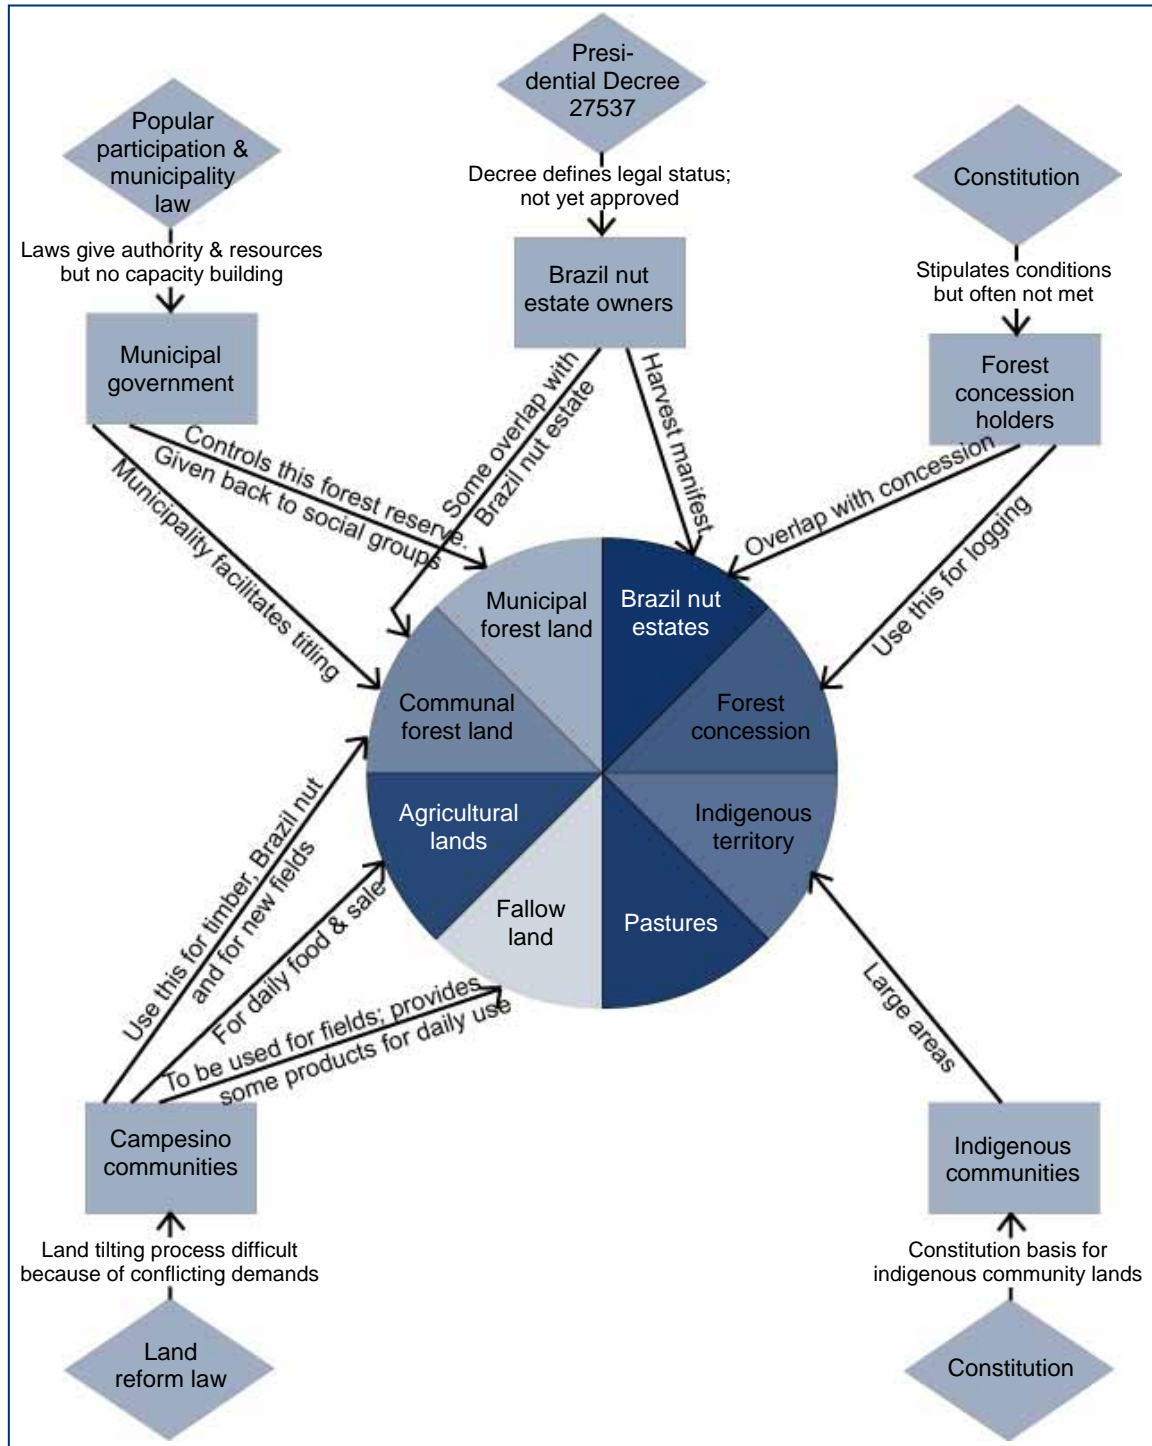 Presi-
dential Decree
27537
Popular
participation &
municipality
law
Constitution
Decree defines legal status;
not yet approved
Laws give authority & resources
but no capacity building
Stipulates conditions
but often not met
Brazil nut
estate owners
Municipal
government
Forest
concession
holders
Controls this forest reserve.
Given back to social groups
Municipality facilitates titling
Some overlap with
Brazil nut estate
Harvest manifest
Overlap with concession
Use this for logging
Municipal
forest land
Brazil nut
estates
Communal
forest land
Forest
concession
Agricultural
lands
Indigenous
territory
Fallow
land
Pastures
Use this for timber, Brazil nut
and for new fields
For daily food & sale
To be used for fields; provides
some products for daily use
Large areas
Campesino
communities
Indigenous
communities
Land tilting process difficult
because of conflicting demands
Constitution basis for
indigenous community lands
Land
reform law
Constitution